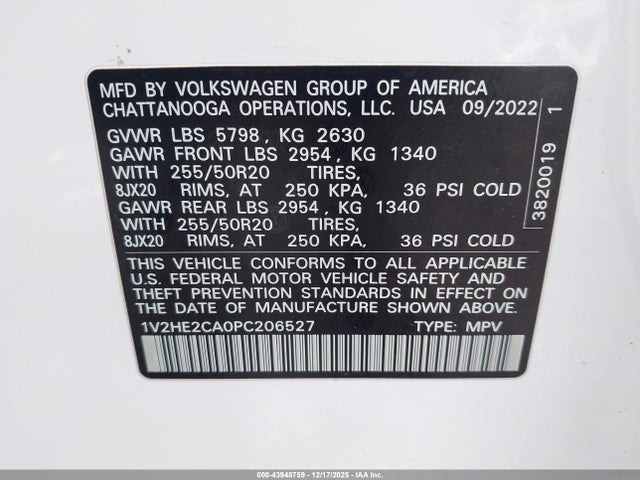 MFD BY VOLKSWAGEN GROUP OF AMERICA
CHATTANOOGA OPERATIONS, LLC. USA 09/2022
GVWR LBS 5798, KG 2630
GAWR FRONT LBS 2954, KG 1340
WITH 255/50R20 TIRES,
8JX20 RIMS, AT 250 KPA, 36 PSI COLD
GAWR REAR LBS 2954, KG 1340
WITH 255/50R20 TIRES,
8JX20 RIMS, AT 250 KPA, 36 PSI COLD
THIS VEHICLE CONFORMS TO ALL APPLICABLE
U.S. FEDERAL MOTOR VEHICLE SAFETY AND
THEFT PREVENTION STANDARDS IN EFFECT ON
THE DATE OF MANUFACTURE SHOWN ABOVE.
1V2HE2CA0PC206527 TYPE: MPV
3820019 1
000-43948759 - 12/17/2025 - IAAI